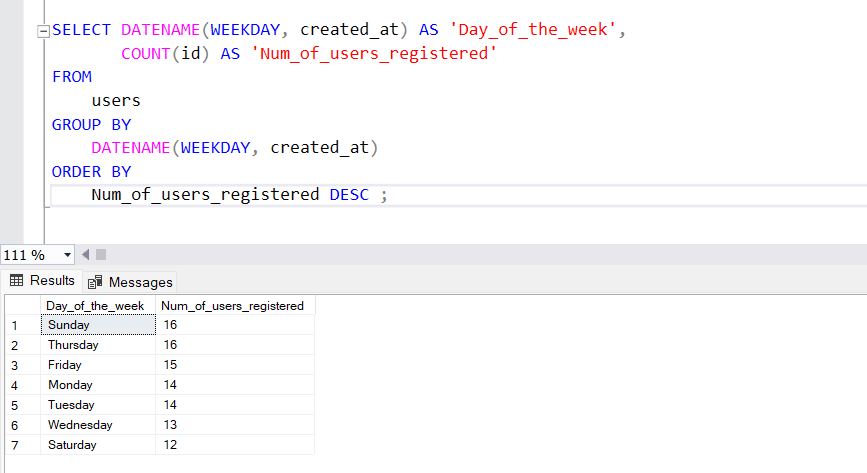 SELECT DATENAME(WEEKDAY, created_at) AS 'Day_of_the_week',
COUNT(id) AS 'Num_of_users_registered'
FROM
users
GROUP BY
DATENAME(WEEKDAY, created_at)
ORDER BY
Num_of_users_registered DESC ;
111 %
Results Messages
Day_of_the_week Num_of_users_registered
1 Sunday 16
2 Thursday 16
3 Friday 15
4 Monday 14
5 Tuesday 14
6 Wednesday 13
7 Saturday 12